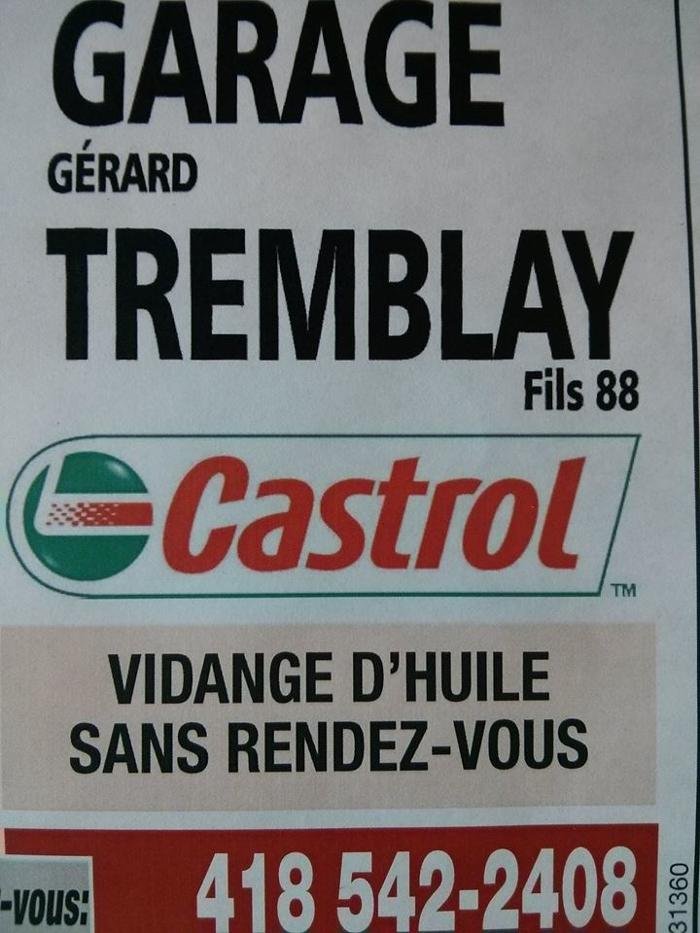 GARAGE
GÉRARD
TREMBLAY
Fils 88
Castrol
TM
VIDANGE D'HUILE
SANS RENDEZ-VOUS
-vous:
418 542-2408
31360